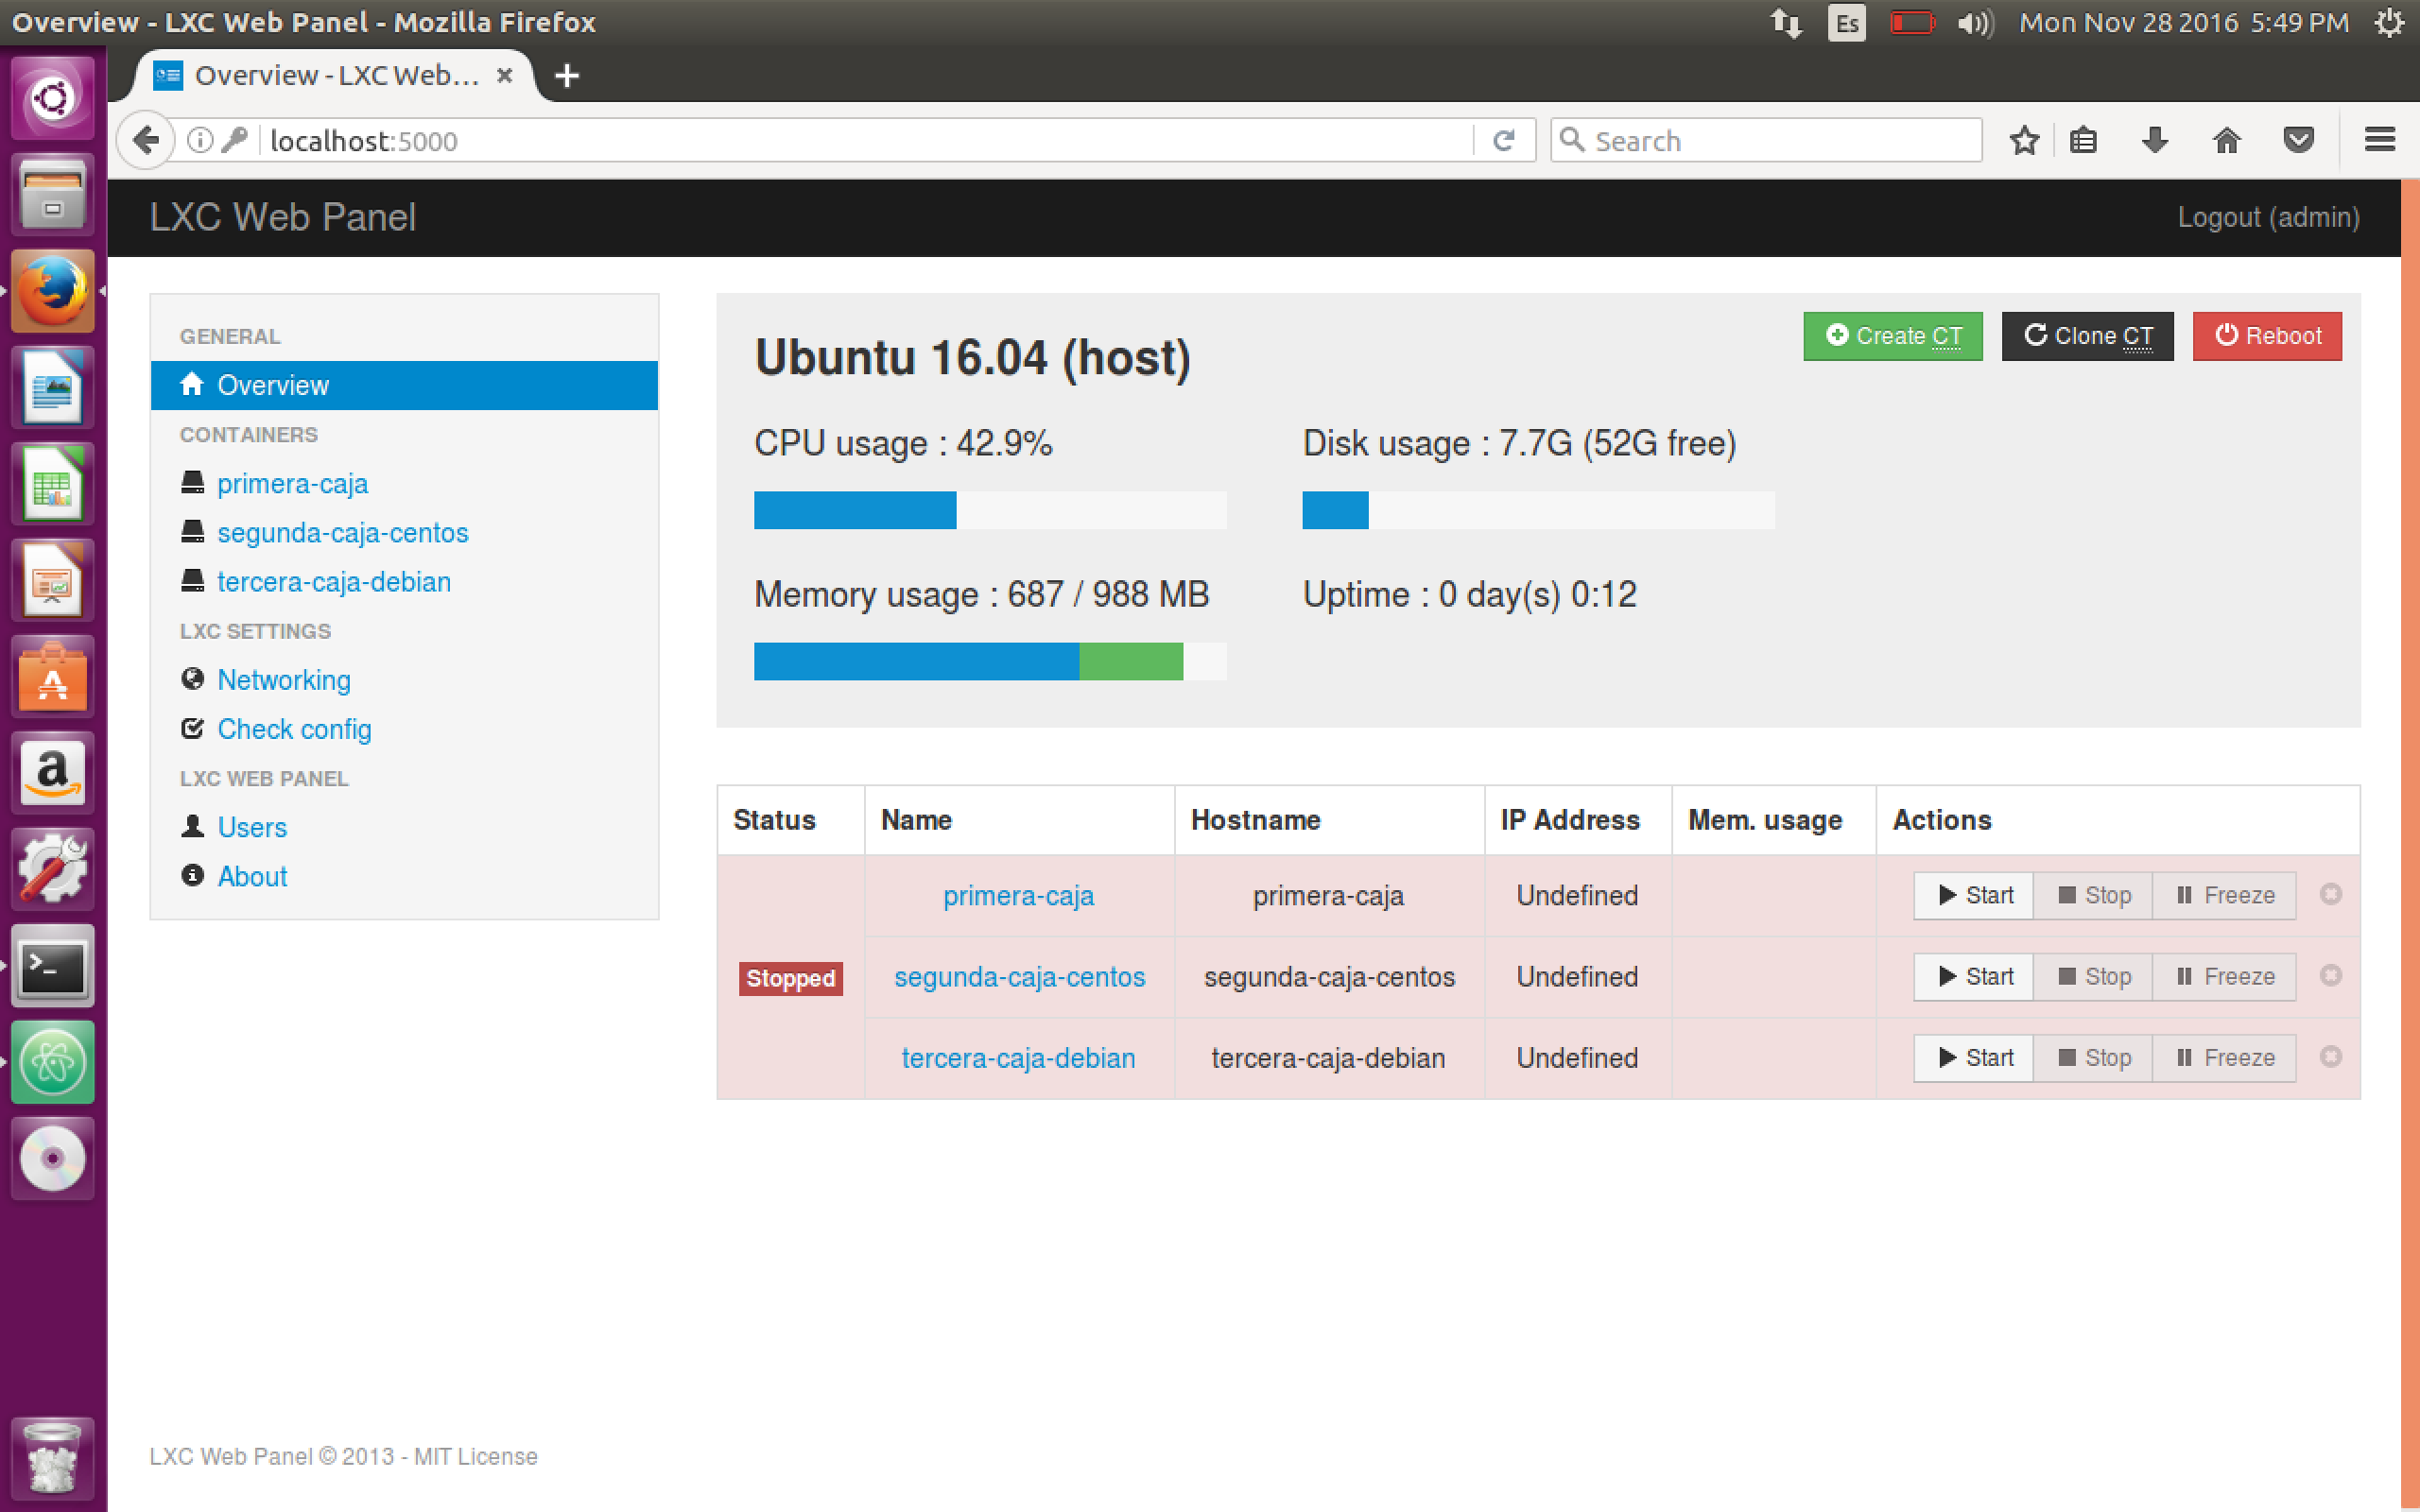 Overview - LXC Web Panel - Mozilla Firefox
Es
Mon Nov 28 2016 5:49 PM
Overview - LXC Web...
localhost:5000
Search
LXC Web Panel
Logout (admin)
GENERAL
Overview
CONTAINERS
primera-caja
segunda-caja-centos
tercera-caja-debian
LXC SETTINGS
Networking
Check config
LXC WEB PANEL
Users
About
Ubuntu 16.04 (host)
Create CT
Clone CT
Reboot
CPU usage : 42.9%
Disk usage : 7.7G (52G free)
Memory usage : 687 / 988 MB
Uptime : 0 day(s) 0:12
Status Name Hostname IP Address Mem. usage Actions
primera-caja primera-caja Undefined Start Stop Freeze
Stopped segunda-caja-centos segunda-caja-centos Undefined Start Stop Freeze
tercera-caja-debian tercera-caja-debian Undefined Start Stop Freeze
LXC Web Panel © 2013 - MIT License